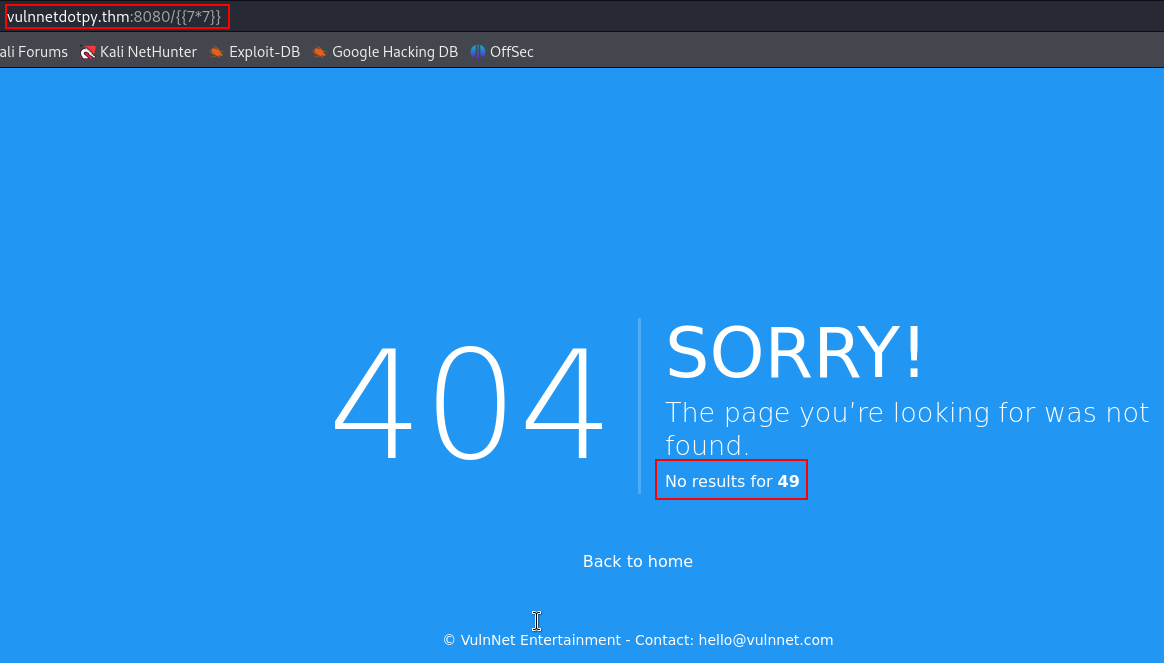 vulnnetdotpy.thm:8080/{{7*7}}
ali Forums Kali NetHunter Exploit-DB Google Hacking DB OffSec
404
SORRY!
The page you're looking for was not
found.
No results for 49
Back to home
© VulnNet Entertainment - Contact: hello@vulnnet.com